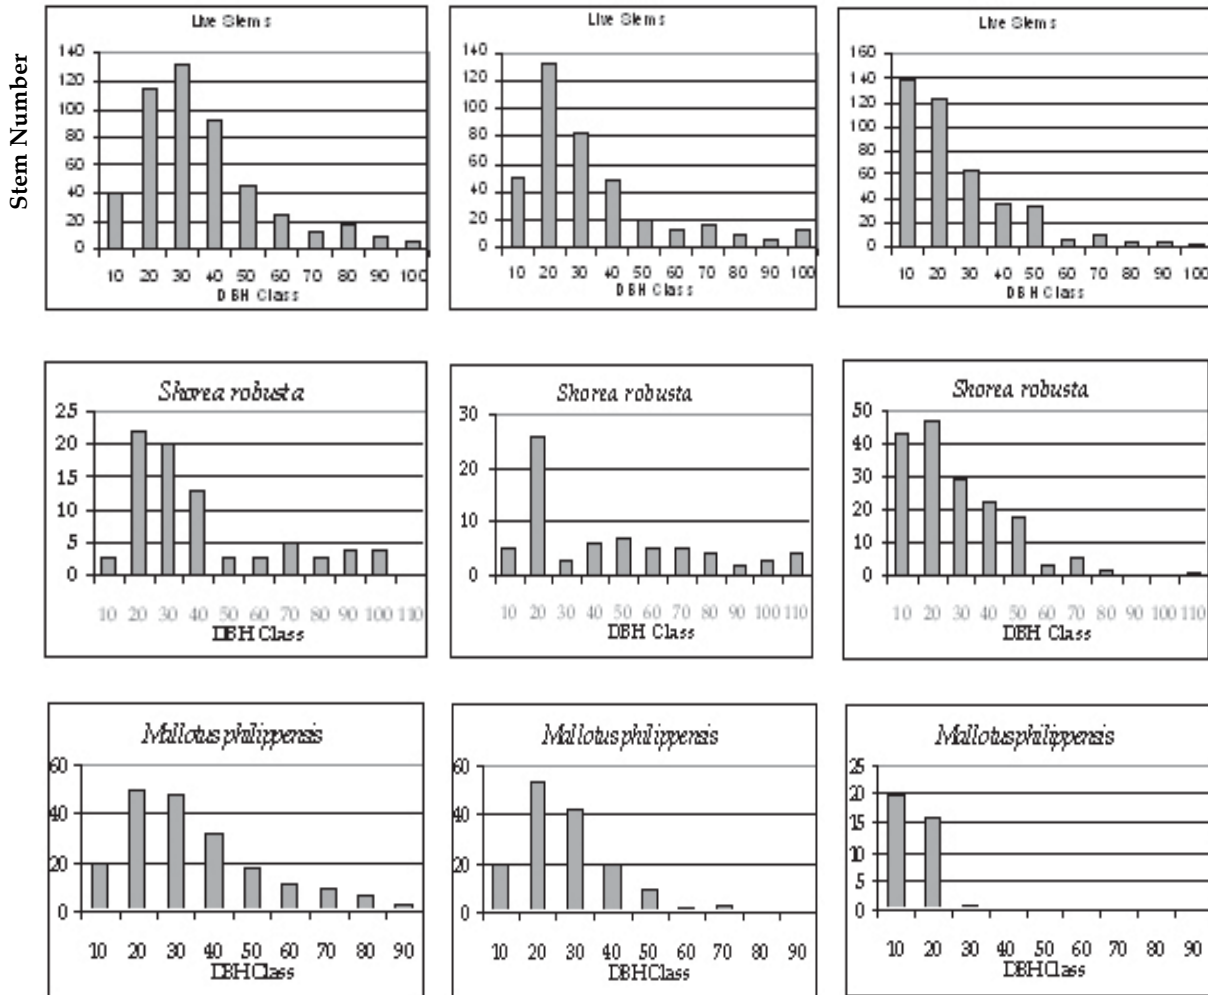 Stem Number
Live Stems
140
120
100
80
60
40
20
0
10 20 30 40 50 60 70 80 90 100
DBH Class
Live Stems
140
120
100
80
60
40
20
0
10 20 30 40 50 60 70 80 90 100
DBH Class
Live Stems
160
140
120
100
80
60
40
20
0
10 20 30 40 50 60 70 80 90 100
DBH Class
Shorea robusta
25
20
15
10
5
0
10 20 30 40 50 60 70 80 90 100 110
DBH Class
Shorea robusta
30
20
10
0
10 20 30 40 50 60 70 80 90 100 110
DBH Class
Shorea robusta
50
40
30
20
10
0
10 20 30 40 50 60 70 80 90 100 110
DBH Class
Mallotus philippensis
60
40
20
0
10 20 30 40 50 60 70 80 90
DBH Class
Mallotus philippensis
60
40
20
0
10 20 30 40 50 60 70 80 90
DBH Class
Mallotus philippensis
25
20
15
10
5
0
10 20 30 40 50 60 70 80 90
DBH Class